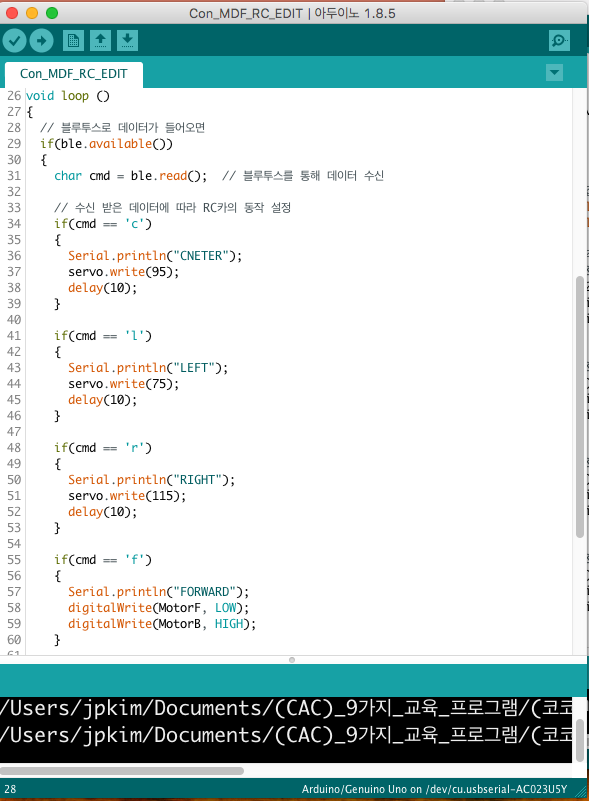 Con_MDF_RC_EDIT | 아두이노 1.8.5
Con_MDF_RC_EDIT
26 void loop ()
27 {
28   // 블루투스로 데이터가 들어오면
29   if(ble.available())
30   {
31     char cmd = ble.read();  // 블루투스를 통해 데이터 수신
32
33     // 수신 받은 데이터에 따라 RC카의 동작 설정
34     if(cmd == 'c')
35     {
36       Serial.println("CNETER");
37       servo.write(95);
38       delay(10);
39     }
40
41     if(cmd == 'l')
42     {
43       Serial.println("LEFT");
44       servo.write(75);
45       delay(10);
46     }
47
48     if(cmd == 'r')
49     {
50       Serial.println("RIGHT");
51       servo.write(115);
52       delay(10);
53     }
54
55     if(cmd == 'f')
56     {
57       Serial.println("FORWARD");
58       digitalWrite(MotorF, LOW);
59       digitalWrite(MotorB, HIGH);
60     }
61
/Users/jpkim/Documents/(CAC)_9가지_교육_프로그램/(코코
/Users/jpkim/Documents/(CAC)_9가지_교육_프로그램/(코코
28
Arduino/Genuino Uno on /dev/cu.usbserial-AC023U5Y